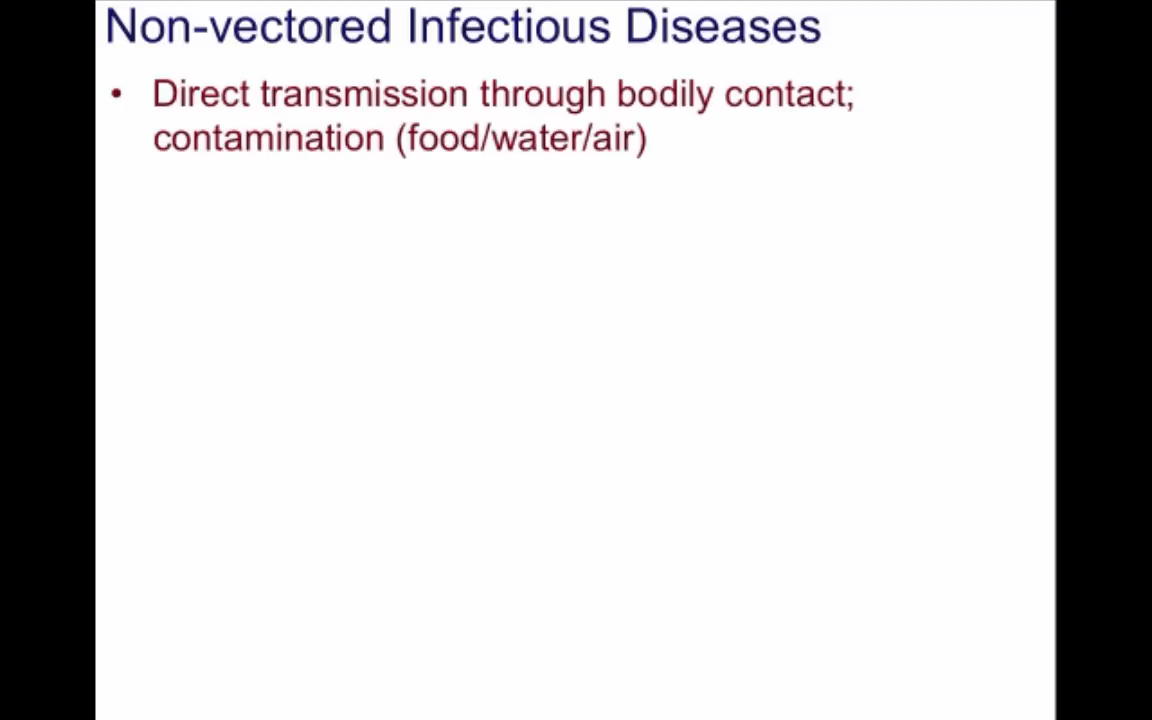 Non-vectored Infectious Diseases
• Direct transmission through bodily contact;
contamination (food/water/air)